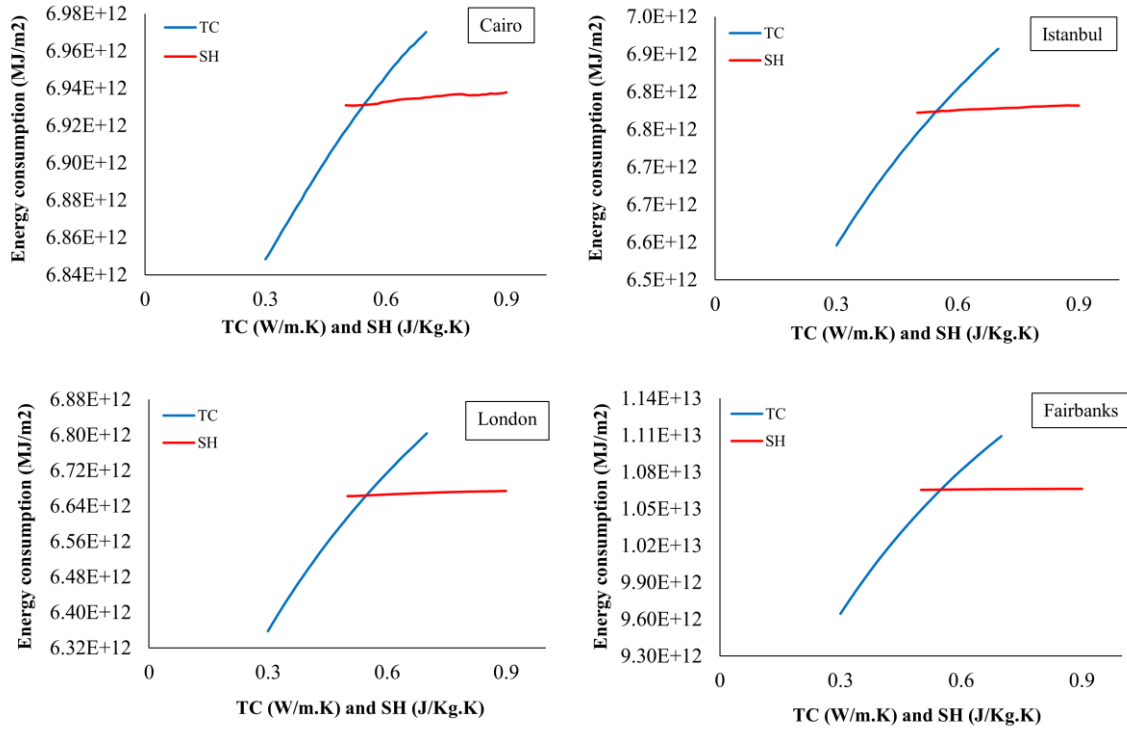 Cairo
TC
SH
Energy consumption (MJ/m2)
6.98E+12
6.96E+12
6.94E+12
6.92E+12
6.90E+12
6.88E+12
6.86E+12
6.84E+12
0 0.3 0.6 0.9
TC (W/m.K) and SH (J/Kg.K)
Istanbul
TC
SH
Energy consumption (MJ/m2)
7.0E+12
6.9E+12
6.8E+12
6.8E+12
6.7E+12
6.7E+12
6.6E+12
6.5E+12
0 0.3 0.6 0.9
TC (W/m.K) and SH (J/Kg.K)
London
TC
SH
Energy consumption (MJ/m2)
6.88E+12
6.80E+12
6.72E+12
6.64E+12
6.56E+12
6.48E+12
6.40E+12
6.32E+12
0 0.3 0.6 0.9
TC (W/m.K) and SH (J/Kg.K)
Fairbanks
TC
SH
Energy consumption (MJ/m2)
1.14E+13
1.11E+13
1.08E+13
1.05E+13
1.02E+13
9.90E+12
9.60E+12
9.30E+12
0 0.3 0.6 0.9
TC (W/m.K) and SH (J/Kg.K)